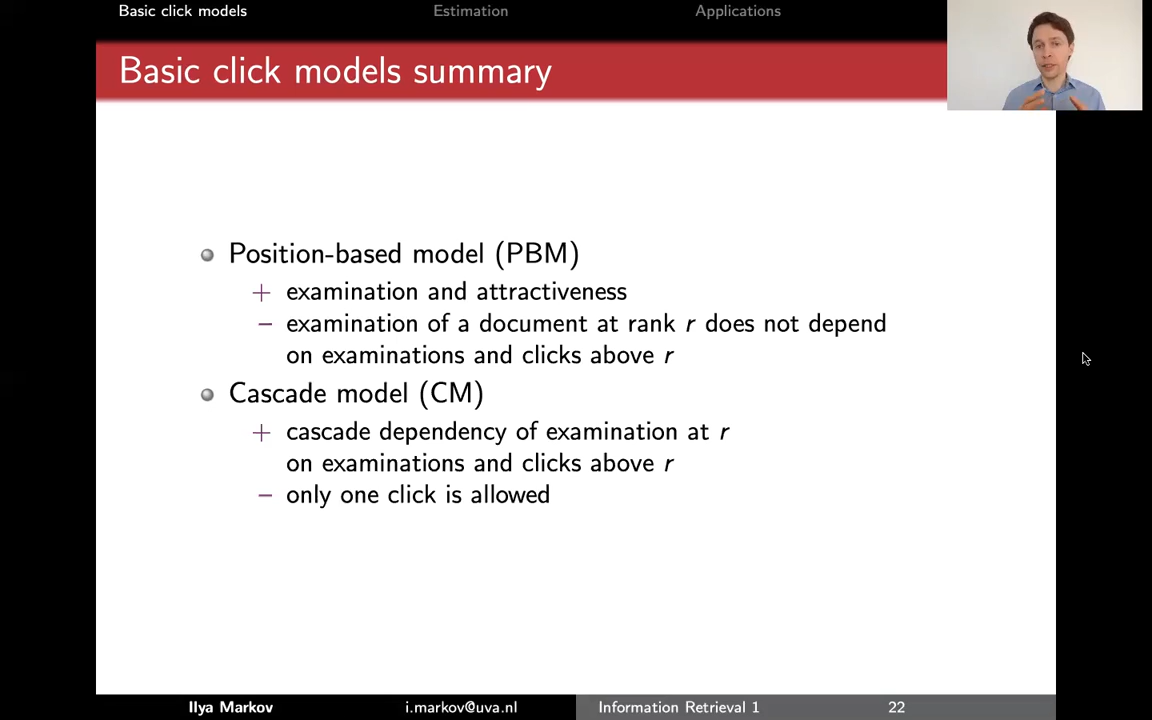 Basic click models Estimation Applications
Basic click models summary
Position-based model (PBM)
+ examination and attractiveness
– examination of a document at rank r does not depend
on examinations and clicks above r
Cascade model (CM)
+ cascade dependency of examination at r
on examinations and clicks above r
– only one click is allowed
Ilya Markov i.markov@uva.nl Information Retrieval 1 22